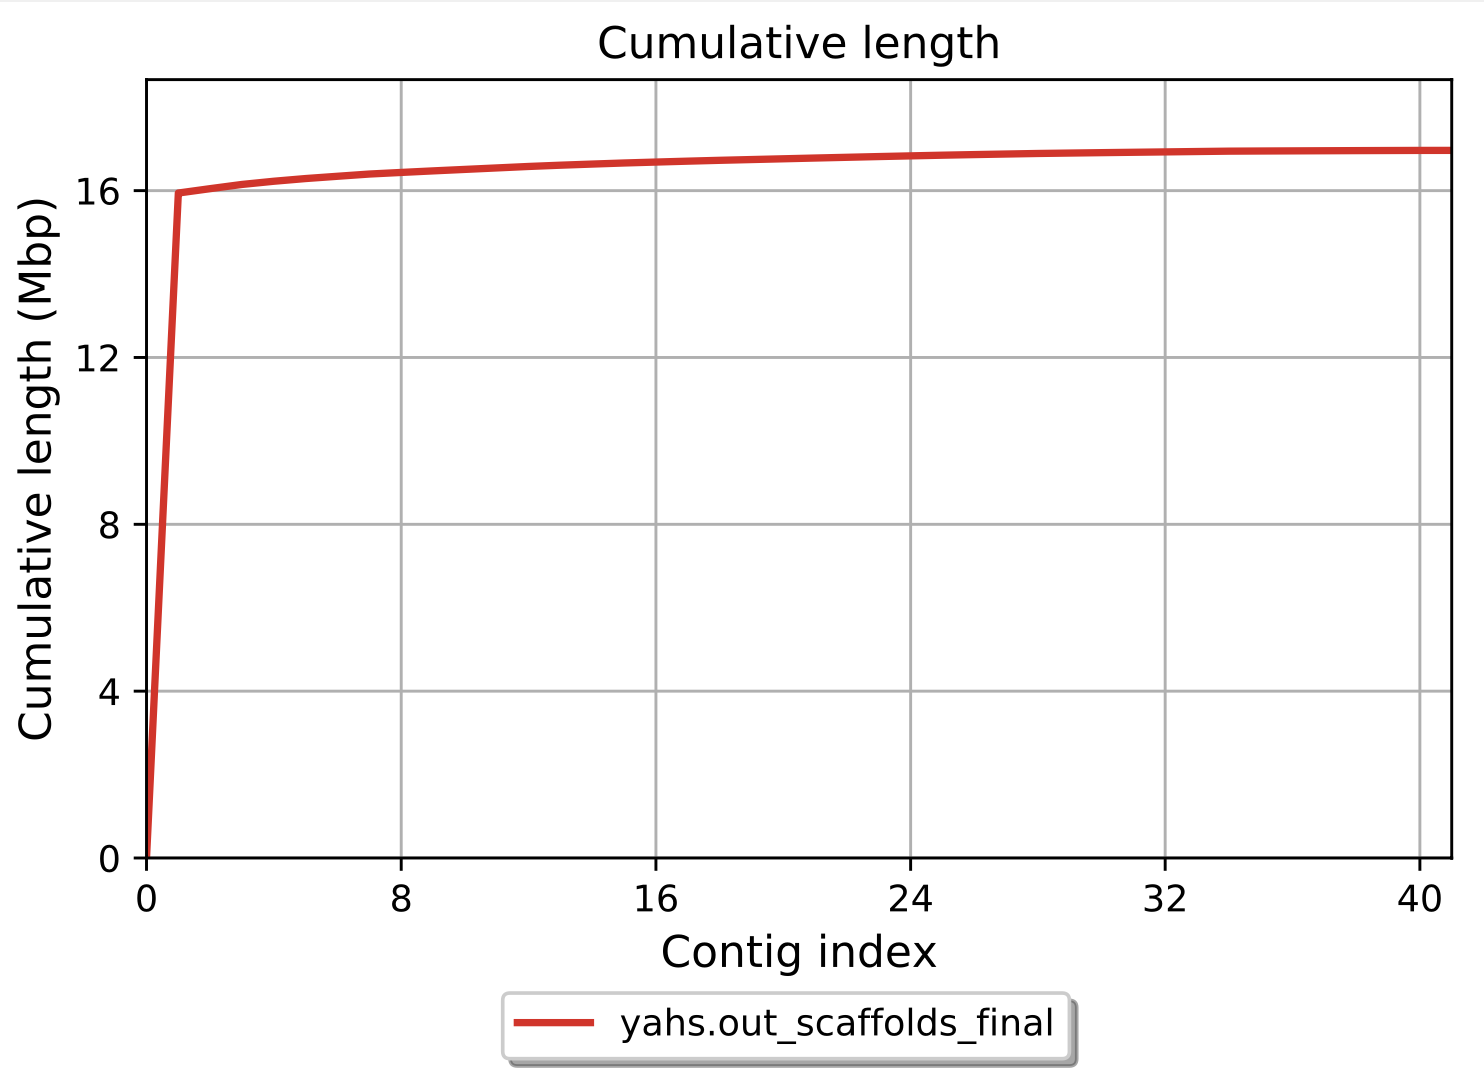 Cumulative length
Cumulative length (Mbp)
16
12
8
4
0
0 8 16 24 32 40
Contig index
yahs.out_scaffolds_final